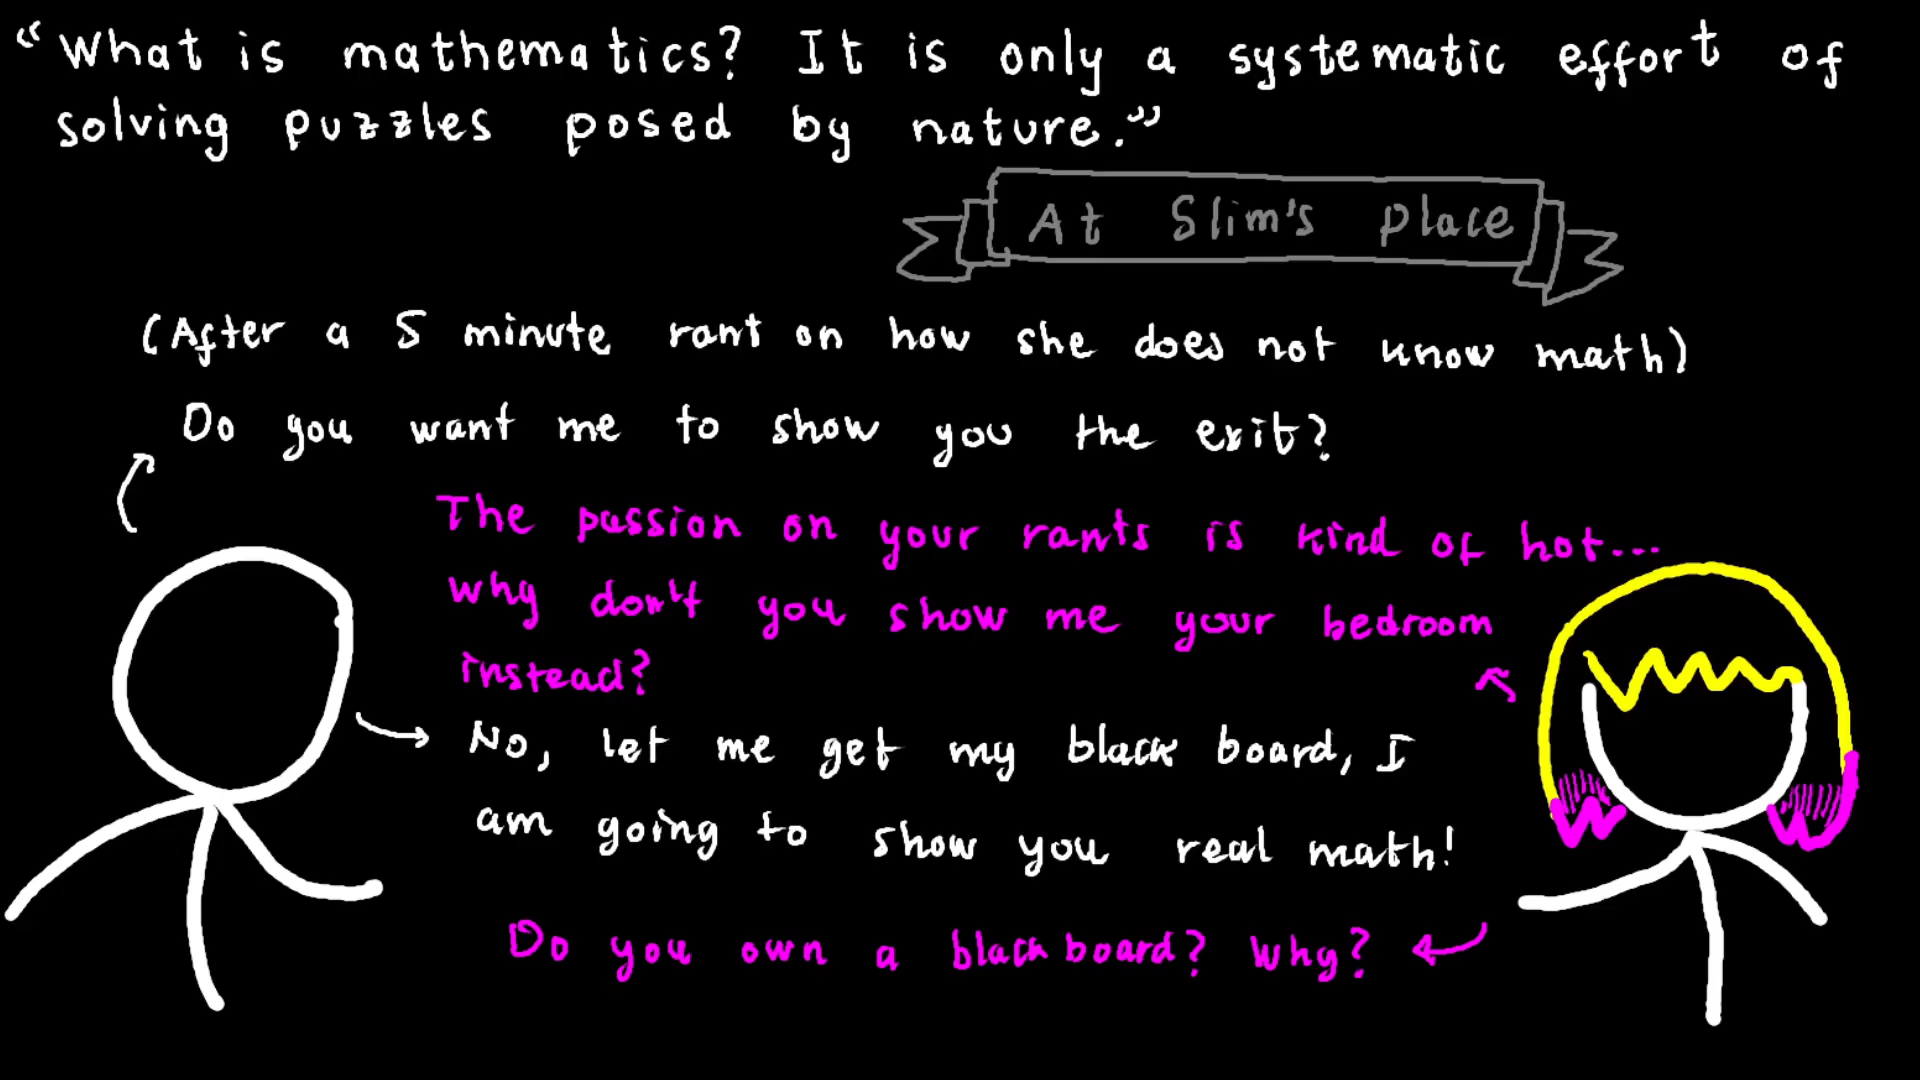 “What is mathematics? It is only a systematic effort of
solving puzzles posed by nature.”
At Slim's place
(After a 5 minute rant on how she does not know math)
Do you want me to show you the exit?
The passion on your rants is kind of hot...
why don't you show me your bedroom
instead?
No, let me get my black board, I
am going to show you real math!
Do you own a black board? Why?